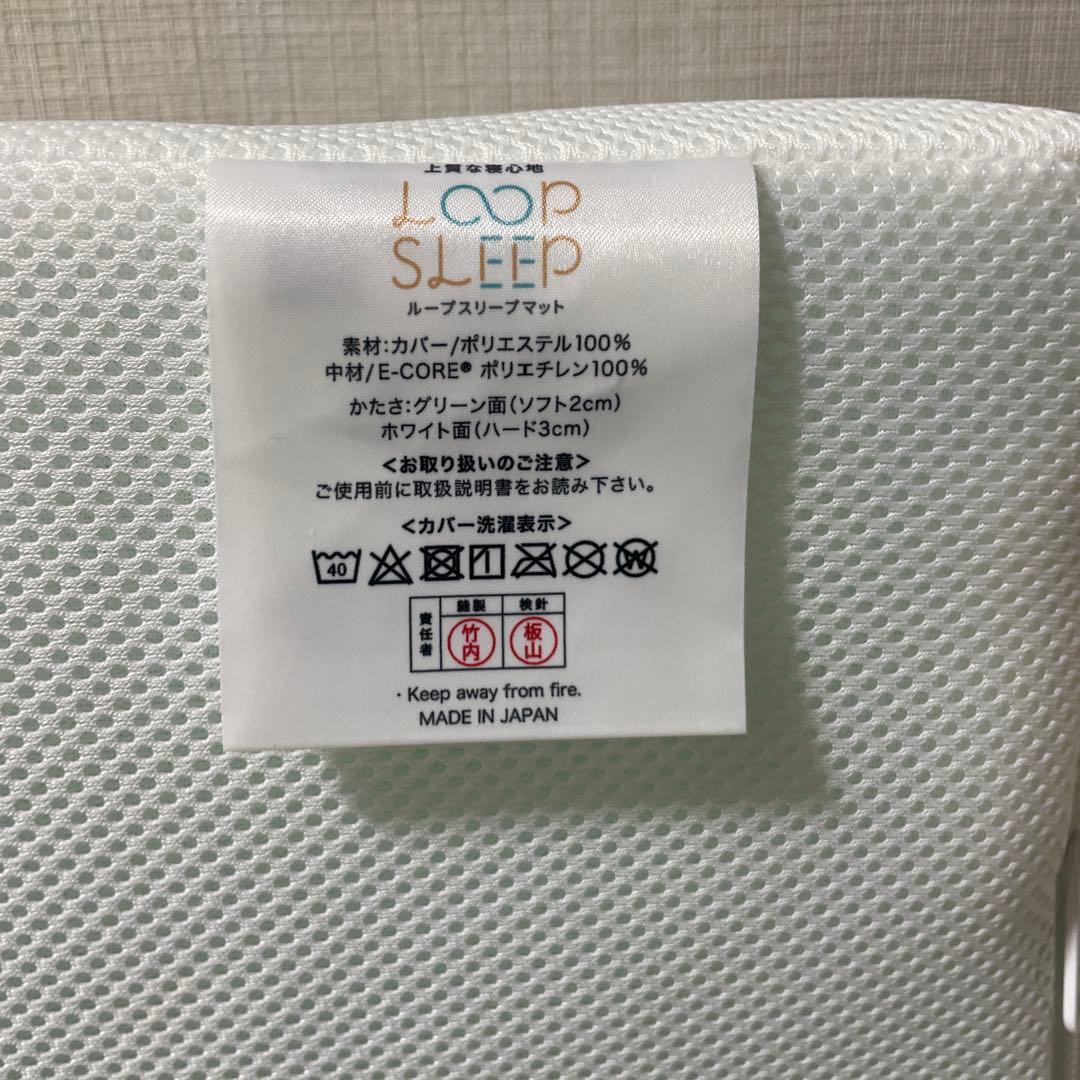 上質な寝心地
LOOP
SLEEP
ループスリープマット
素材:カバー/ポリエステル100%
中材/E-CORE® ポリエチレン100%
かたさ:グリーン面(ソフト2cm)
ホワイト面(ハード3cm)
<お取り扱いのご注意>
ご使用前に取扱説明書をお読み下さい。
<カバー洗濯表示>
40 W
責任者 縫製 検針
竹内 板山
・Keep away from fire.
MADE IN JAPAN